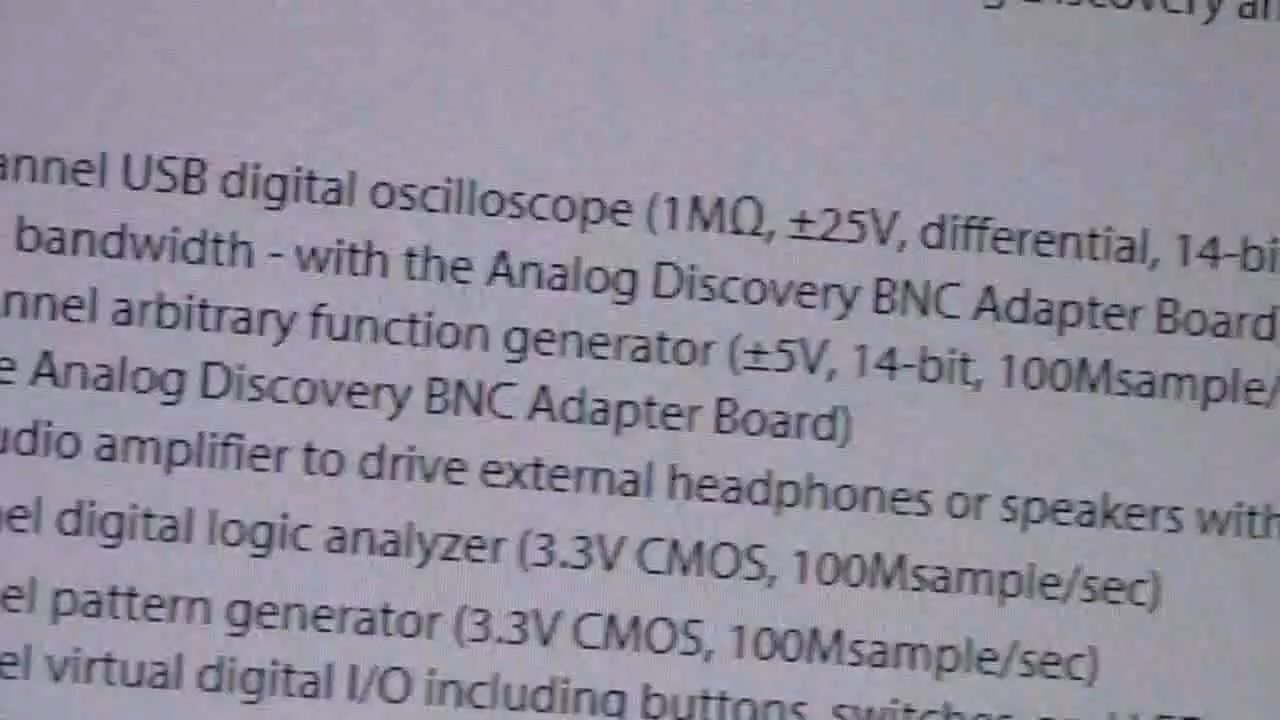 annel USB digital oscilloscope (1MΩ, ±25V, differential, 14-bi
bandwidth - with the Analog Discovery BNC Adapter Board
nnel arbitrary function generator (±5V, 14-bit, 100Msample/
e Analog Discovery BNC Adapter Board)
udio amplifier to drive external headphones or speakers with
el digital logic analyzer (3.3V CMOS, 100Msample/sec)
el pattern generator (3.3V CMOS, 100Msample/sec)
el virtual digital I/O including buttons, switches,